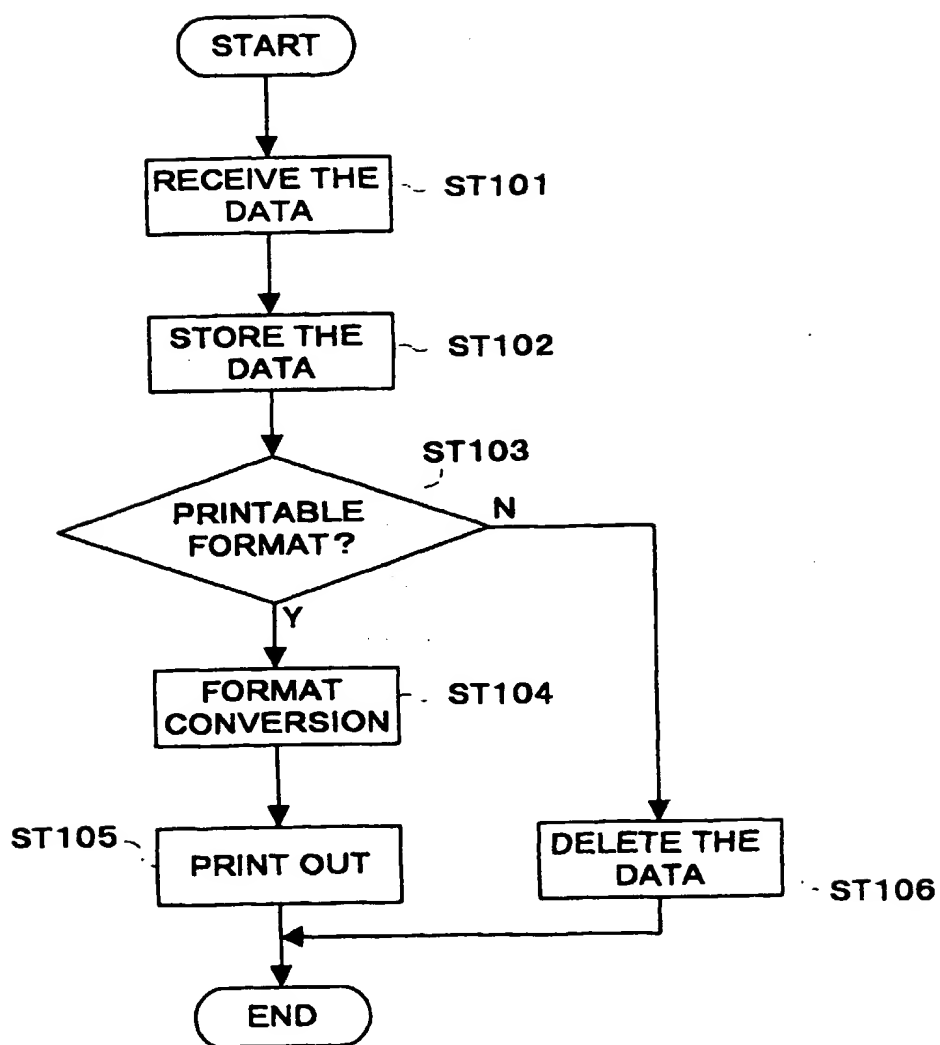 START
RECEIVE THE
DATA
ST101
STORE THE
DATA
ST102
ST103
PRINTABLE
FORMAT?
N
Y
FORMAT
CONVERSION
ST104
ST105
PRINT OUT
DELETE THE
DATA
ST106
END